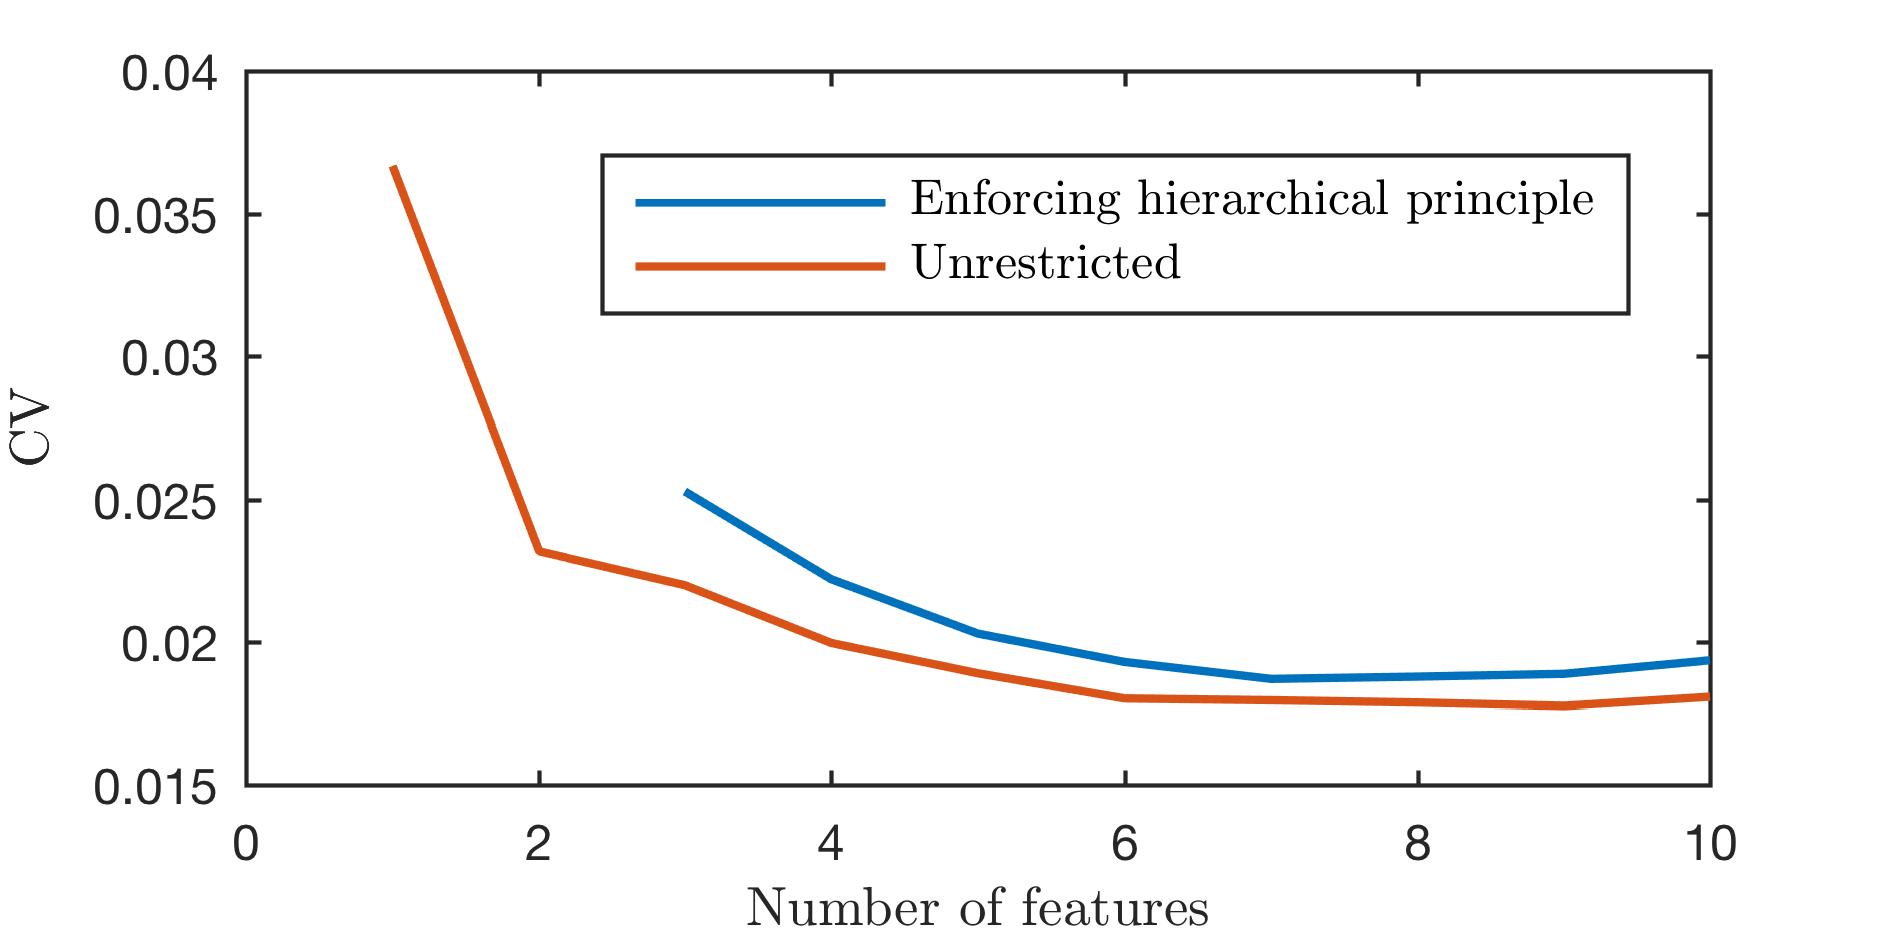 0.04
0.035
0.03
0.025
0.02
0.015
CV
Enforcing hierarchical principle
Unrestricted
0 2 4 6 8 10
Number of features